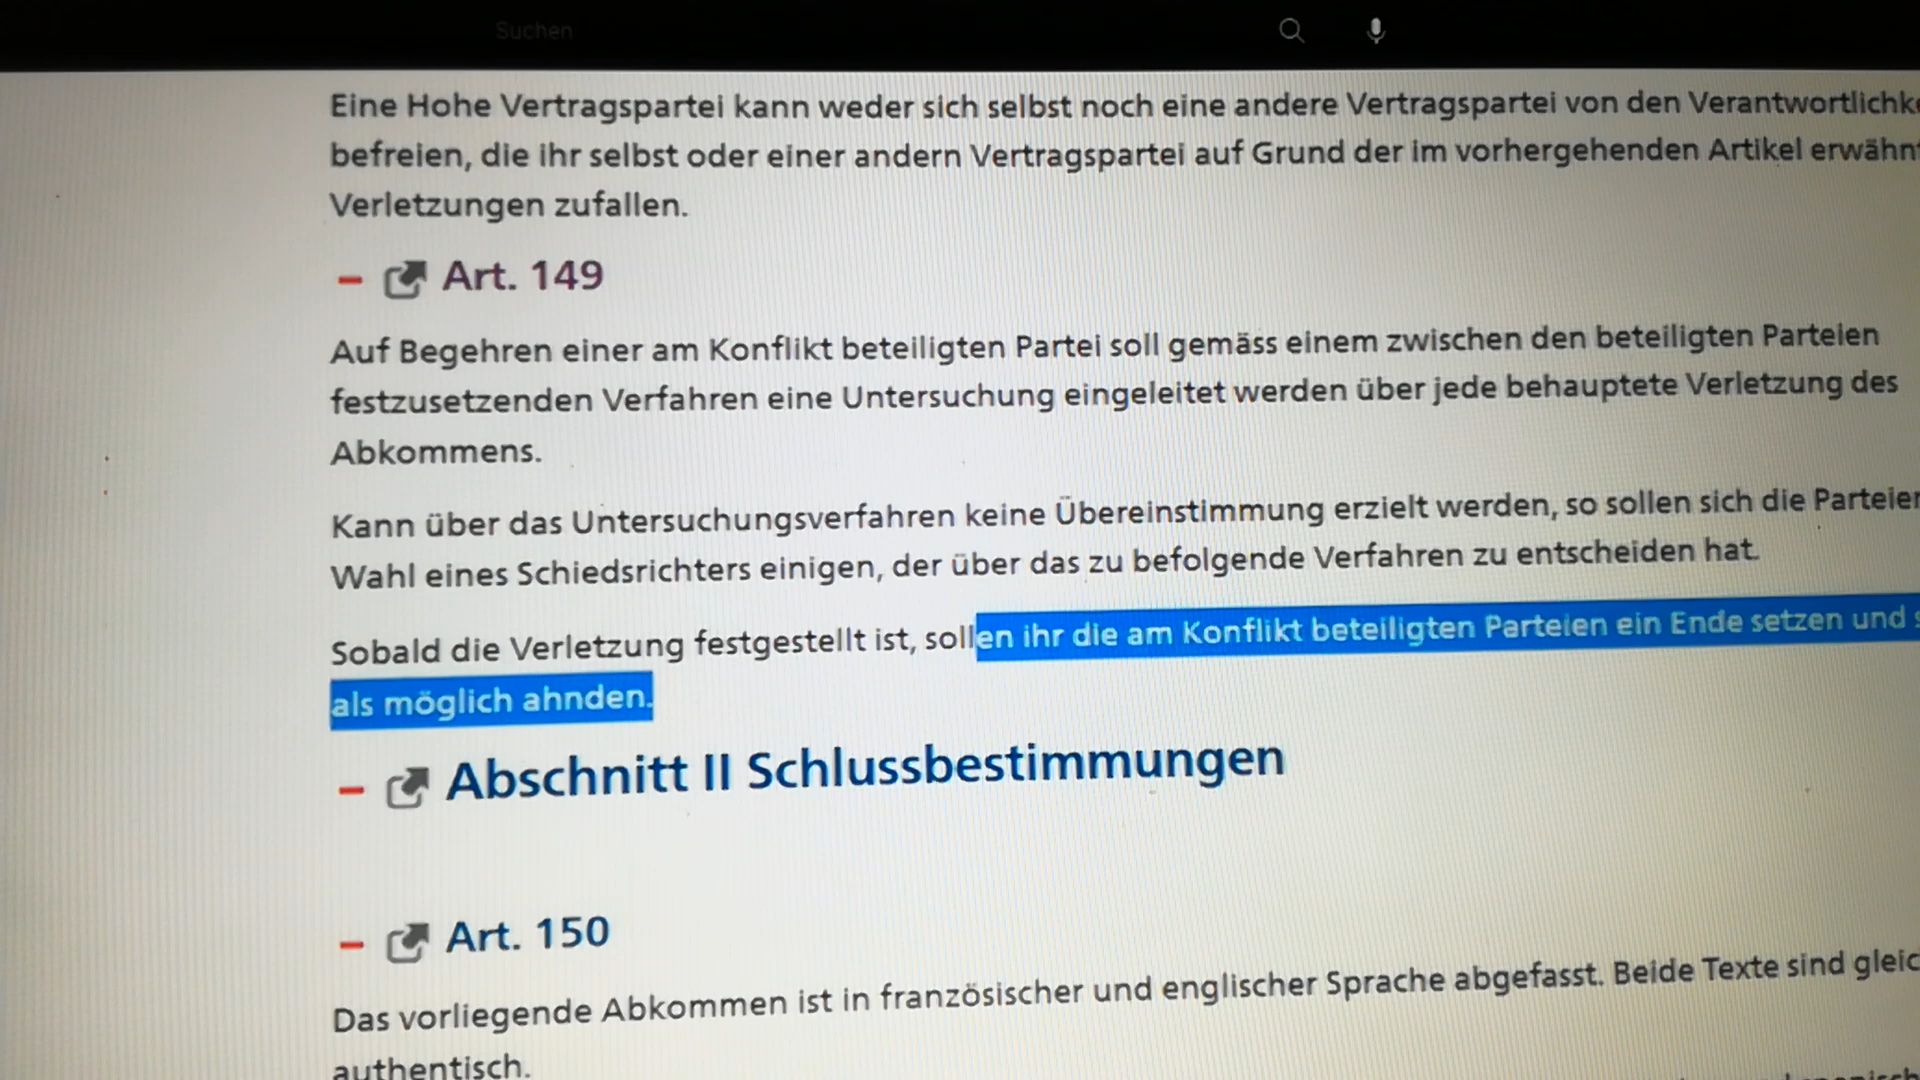 Suchen
Eine Hohe Vertragspartei kann weder sich selbst noch eine andere Vertragspartei von den
befreien, die ihr selbst oder einer andern Vertragspartei auf Grund der im vorhergehenden Artikel
Verletzungen zufallen.
Art. 149
Auf Begehren einer am Konflikt beteiligten Partei soll gemäss einem zwischen den beteiligten Parteien
festzusetzenden Verfahren eine Untersuchung eingeleitet werden über jede behauptete Verletzung des
Abkommens.
Kann über das Untersuchungsverfahren keine Übereinstimmung erzielt werden, so sollen sich die Parteien
Wahl eines Schiedsrichters einigen, der über das zu befolgende Verfahren zu entscheiden hat.
Sobald die Verletzung festgestellt ist, sollen ihr die am Konflikt beteiligten Parteien ein Ende setzen und
als möglich ahnden.
Abschnitt II Schlussbestimmungen
Art. 150
Das vorliegende Abkommen ist in französischer und englischer Sprache abgefasst. Beide Texte sind
authentisch.